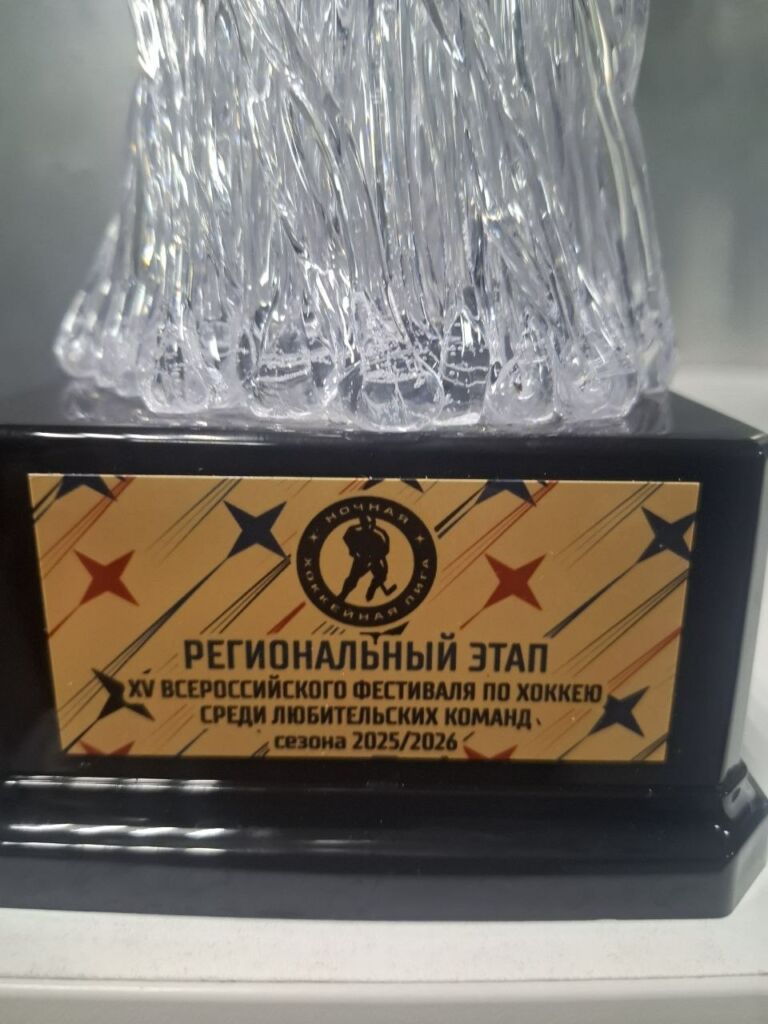 НОЧНАЯ
ХОККЕЙНАЯ ЛИГА
РЕГИОНАЛЬНЫЙ ЭТАП
XV ВСЕРОССИЙСКОГО ФЕСТИВАЛЯ ПО ХОККЕЮ
СРЕДИ ЛЮБИТЕЛЬСКИХ КОМАНД
сезона 2025/2026